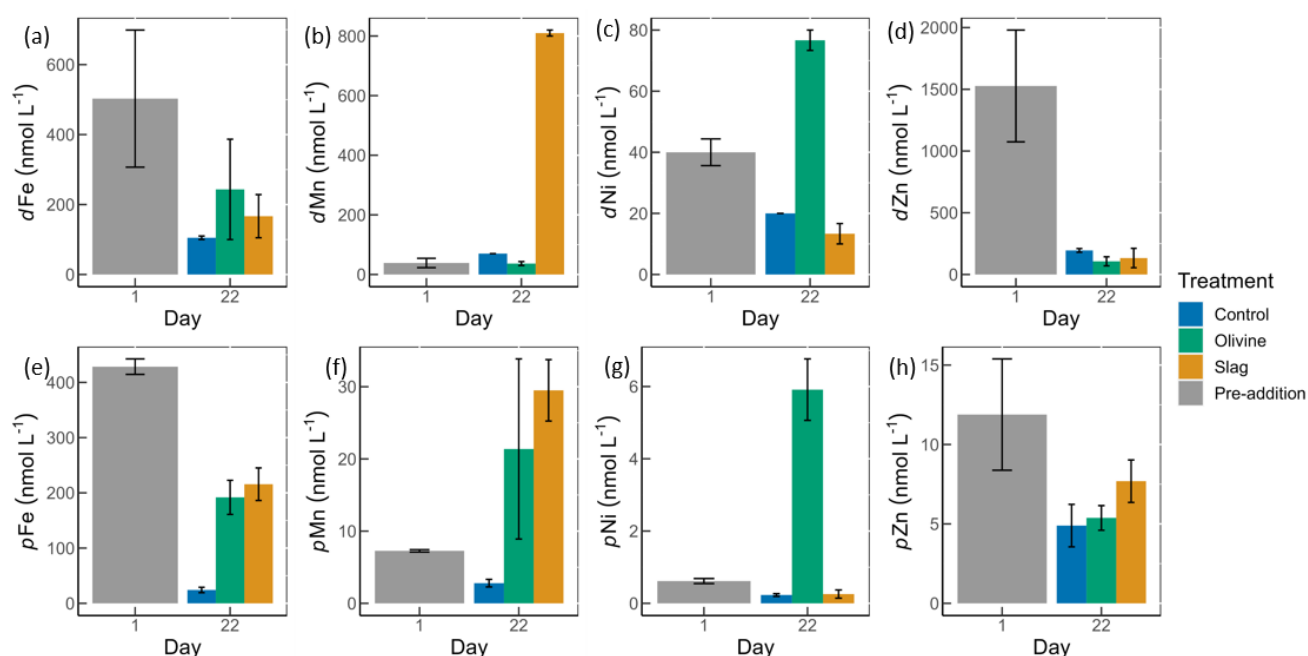 (a)
dFe (nmol L⁻¹)
600
400
200
0
1
22
Day
(b)
dMn (nmol L⁻¹)
800
600
400
200
0
1
22
Day
(c)
dNi (nmol L⁻¹)
80
60
40
20
0
1
22
Day
(d)
dZn (nmol L⁻¹)
2000
1500
1000
500
0
1
22
Day
Treatment
Control
Olivine
Slag
Pre-addition
(e)
pFe (nmol L⁻¹)
400
300
200
100
0
1
22
Day
(f)
pMn (nmol L⁻¹)
30
20
10
0
1
22
Day
(g)
pNi (nmol L⁻¹)
6
4
2
0
1
22
Day
(h)
pZn (nmol L⁻¹)
15
10
5
0
1
22
Day